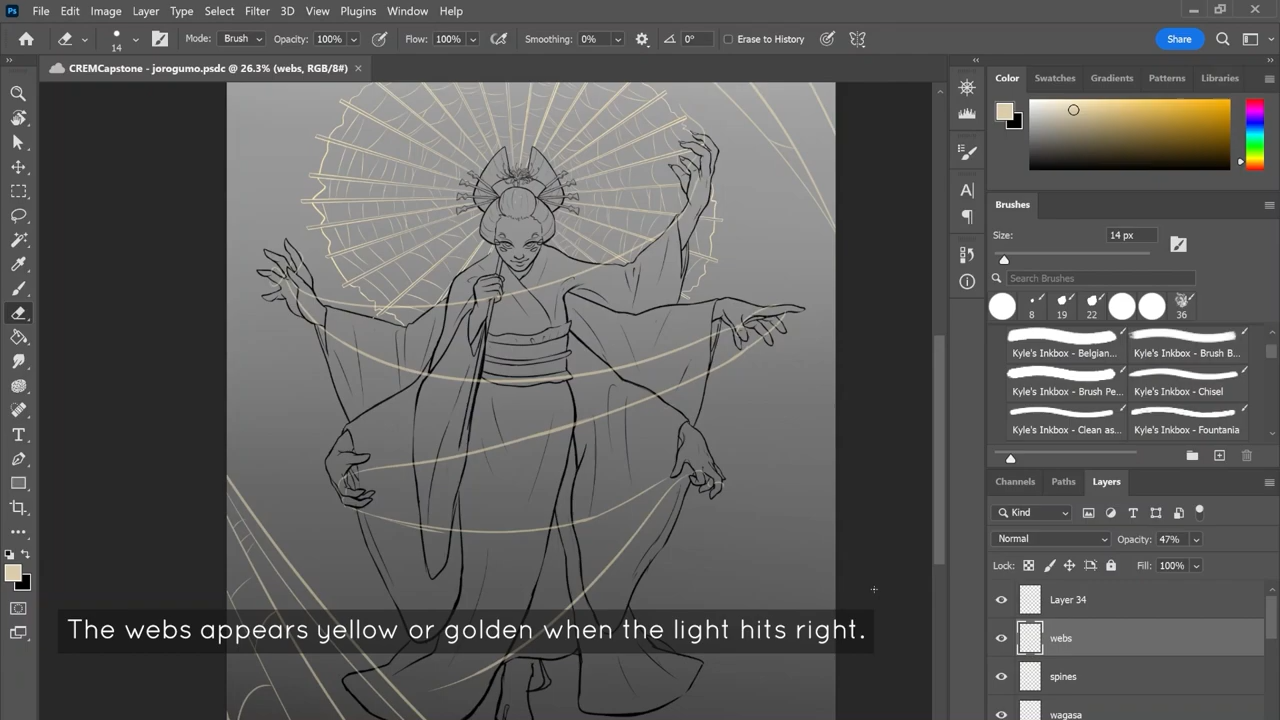 Ps File Edit Image Layer Type Select Filter 3D View Plugins Window Help
14 Mode: Brush Opacity: 100% Flow: 100% Smoothing: 0% 0° Erase to History Share
CREMCapstone - jorogumo.psdc @ 26.3% (webs, RGB/8#)
Color Swatches Gradients Patterns Libraries
Brushes
Size: 14 px
Search Brushes
8 19 22 36
Kyle's Inkbox - Belgian... Kyle's Inkbox - Brush B...
Kyle's Inkbox - Brush Pe... Kyle's Inkbox - Chisel
Kyle's Inkbox - Clean as... Kyle's Inkbox - Fountania
Channels Paths Layers
Kind
Normal Opacity: 47%
Lock: Fill: 100%
Layer 34
webs
spines
wagasa
The webs appears yellow or golden when the light hits right.